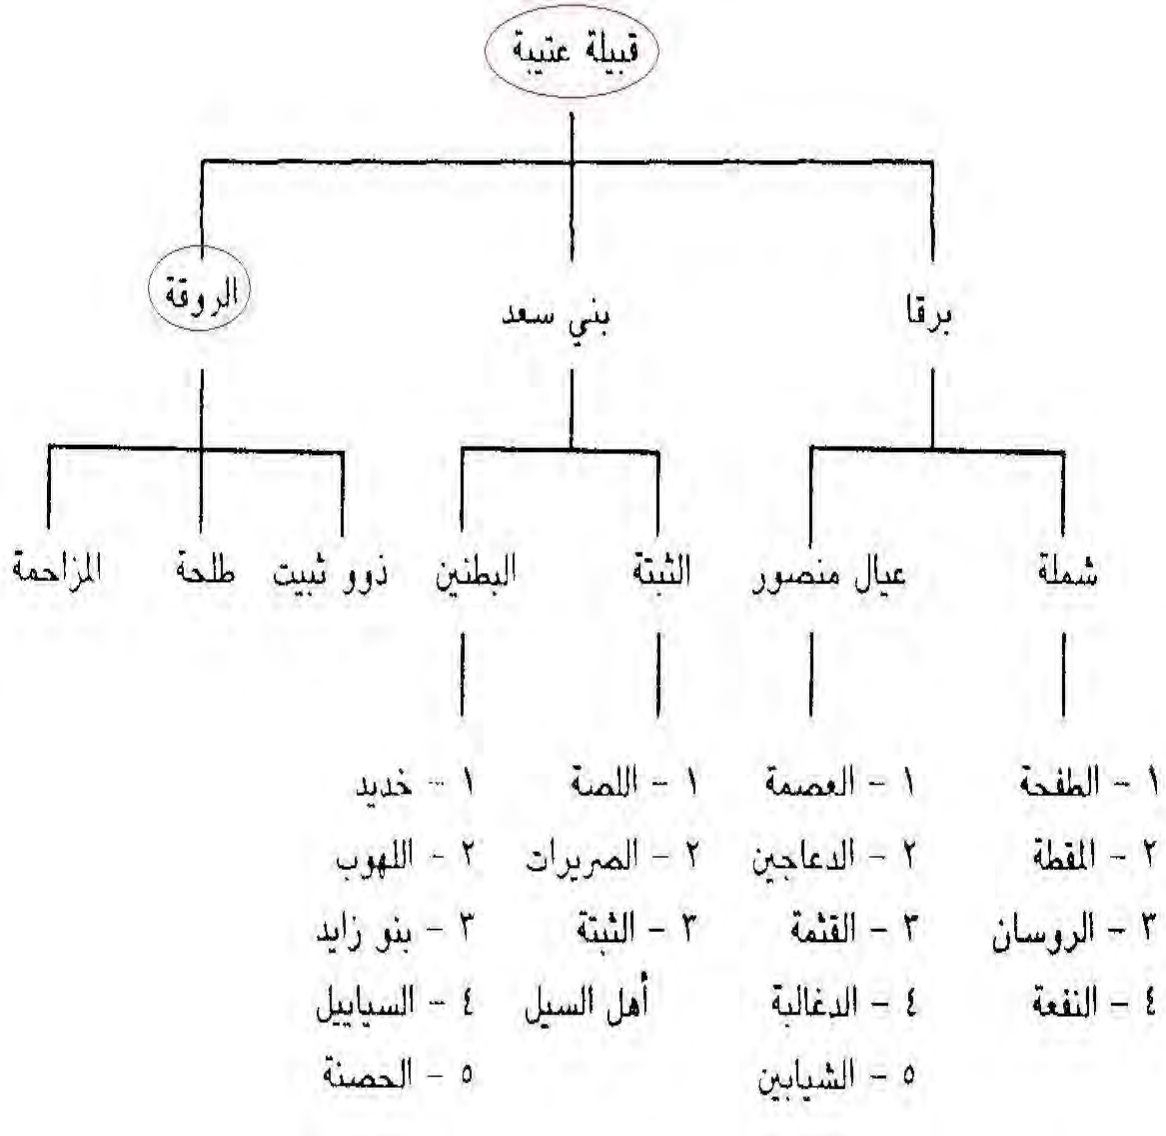 قبيلة عتيبة
برقا
بني سعد
الروقة
شملة
عيال منصور
الثبتة
البطنين
ذوو ثبيت
طلحة
المزاحمة
١ - الطفحة
٢ - المقطة
٣ - الروسان
٤ - النفعة
١ - العصمة
٢ - الدعاجين
٣ - القثمة
٤ - الدغالبة
٥ - الشيابين
١ - اللصة
٢ - الصريرات
٣ - الثبتة
أهل السيل
١ - خديد
٢ - اللهوب
٣ - بنو زايد
٤ - السياييل
٥ - الحصنة